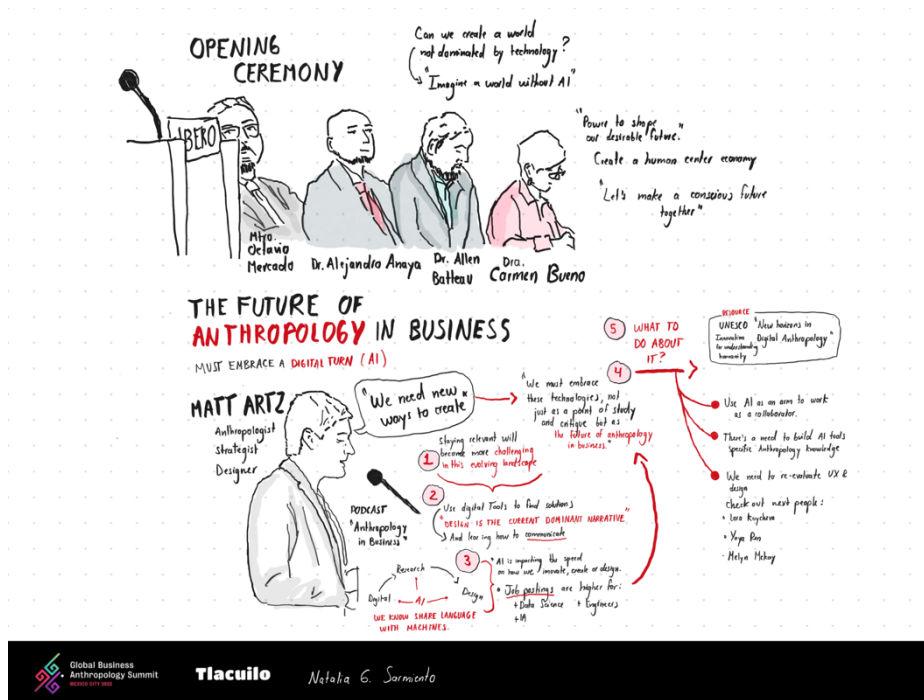 OPENING
CEREMONY
Can we create a world
not dominated by technology?
"Imagine a world without AI"
IBERO
"Power to shape
our desirable future."
Create a human center economy
"Let's make a conscious future
together"
Mtro.
Octavio
Mercado
Dr. Alejandro Anaya
Dr. Allen
Batteau
Dra.
Carmen Bueno
THE FUTURE OF
ANTHROPOLOGY IN BUSINESS
MUST EMBRACE A DIGITAL TURN (AI)
MATT ARTZ
Anthropologist
Strategist
Designer
"We need new
ways to create"
PODCAST
"Anthropology
in Business"
1
Staying relevant will
become more challenging
in this evolving landscape
2
Use digital Tools to find solutions
"DESIGN IS THE CURRENT DOMINANT NARRATIVE"
And learing how to communicate
3
Research
Digital
AI
Design
WE KNOW SHARE LANGUAGE
WITH MACHINES.
AI is impacting the speed
on how we innovate, create or design.
Job postings are higher for:
+ Data Science + Engineers
+ IA
4
"We must embrace
these technologies, not
just as a point of study
and critique but as
the future of anthropology
in business."
5
WHAT TO
DO ABOUT
IT?
RESOURCE
UNESCO "New horizons in
Digital Anthropology"
Innovation
for understanding
humanity
Use AI as an arm to work
as a collaborator.
There's a need to build AI tools
specific Anthropology knowledge
We need to re-evaluate UX &
design
check out next people:
Melyn McKay
Global Business
Anthropology Summit
MEXICO CITY 2023
Tlacuilo
Natalia G. Sarmiento